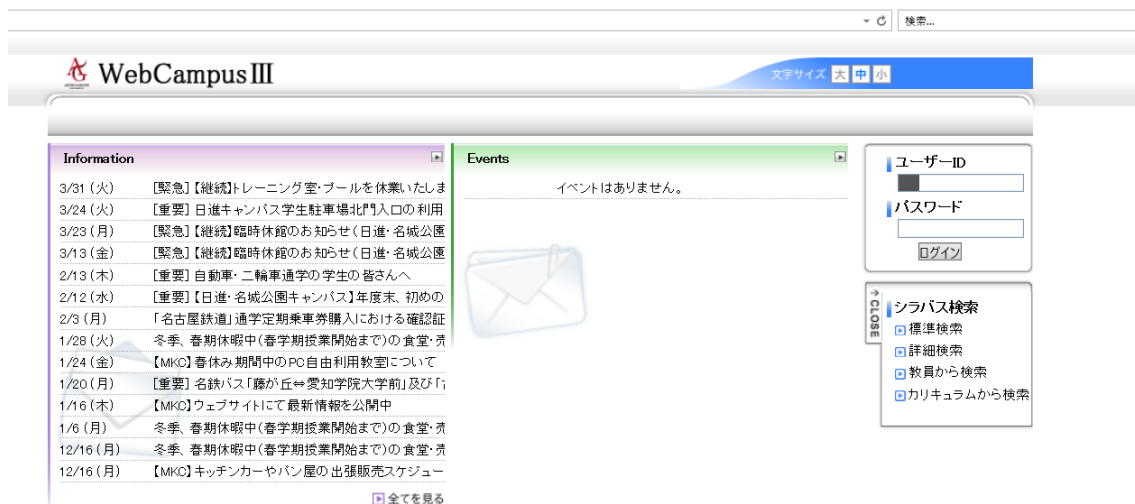 検索...
WebCampusⅢ
文字サイズ 大 中 小
Information
3/31 (火) [緊急]【継続】トレーニング室・プールを休業いたしま
3/24 (火) [重要] 日進キャンパス学生駐車場北門入口の利用
3/23 (月) [緊急]【継続】臨時休館のお知らせ(日進・名城公園
3/13 (金) [緊急]【継続】臨時休館のお知らせ(日進・名城公園
2/13 (木) [重要] 自動車・二輪車通学の学生の皆さんへ
2/12 (水) [重要]【日進・名城公園キャンパス】年度末、初めの
2/3 (月) 「名古屋鉄道」通学定期乗車券購入における確認証
1/28 (火) 冬季、春期休暇中(春学期授業開始まで)の食堂・売
1/24 (金) 【MKC】春休み期間中のPC自由利用教室について
1/20 (月) [重要] 名鉄バス「藤が丘⇔愛知学院大学前」及び「
1/16 (木) 【MKC】ウェブサイトにて最新情報を公開中
1/6 (月) 冬季、春期休暇中(春学期授業開始まで)の食堂・売
12/16 (月) 冬季、春期休暇中(春学期授業開始まで)の食堂・売
12/16 (月) 【MKC】キッチンカーやパン屋の出張販売スケジュー
全てを見る
Events
イベントはありません。
ユーザーID
パスワード
ログイン
CLOSE
シラバス検索
標準検索
詳細検索
教員から検索
カリキュラムから検索